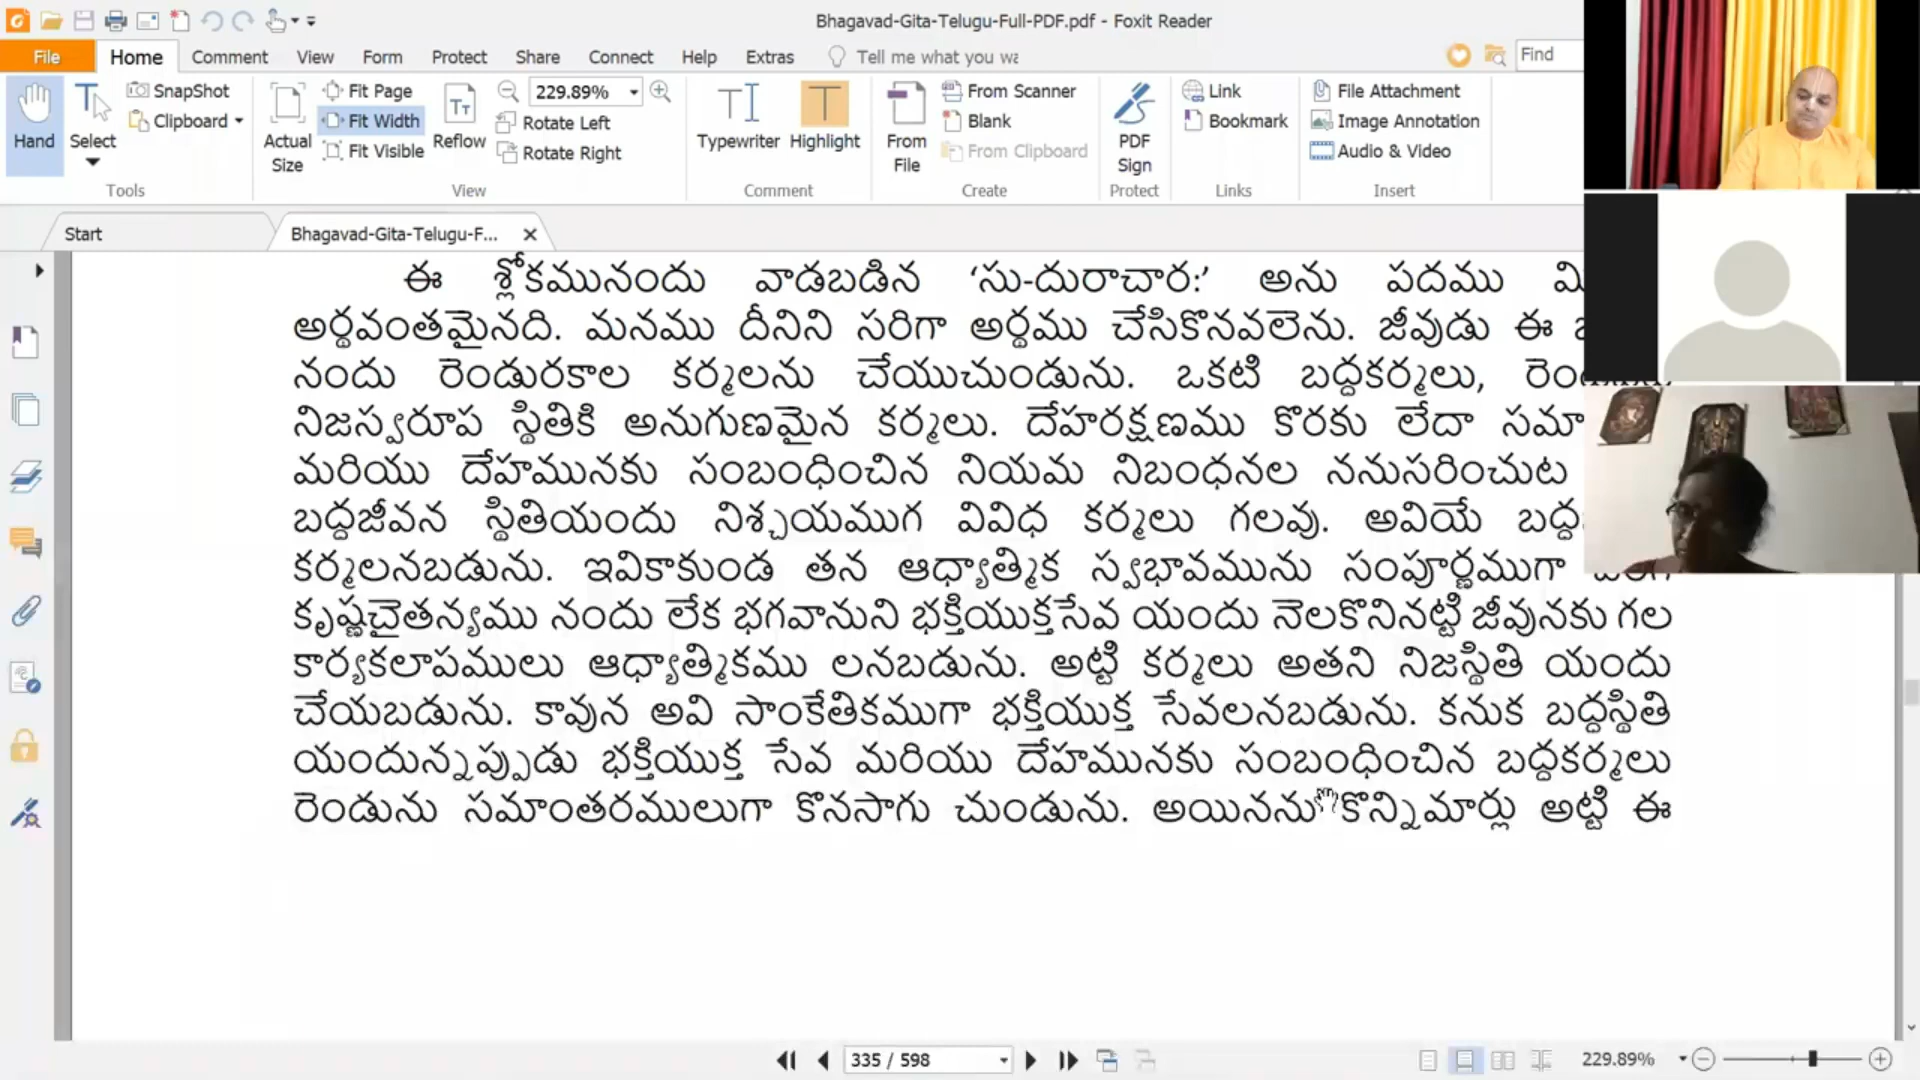 Bhagavad-Gita-Telugu-Full-PDF.pdf - Foxit Reader
File Home Comment View Form Protect Share Connect Help Extras Tell me what you wa Find
Hand
Select
Tools
SnapShot
Clipboard
Actual Size
Fit Page
Fit Width
Fit Visible
Reflow
229.89%
Rotate Left
Rotate Right
View
Typewriter
Highlight
Comment
From File
From Scanner
Blank
From Clipboard
Create
PDF Sign
Protect
Link
Bookmark
Links
File Attachment
Image Annotation
Audio & Video
Insert
Start
Bhagavad-Gita-Telugu-F...
ఈ శ్లోకమునందు వాడబడిన ‘సు-దురాచార:’ అను పదము
అర్థవంతమైనది. మనము దీనిని సరిగా అర్థము చేసికొనవలెను. జీవుడు ఈ
నందు రెండురకాల కర్మలను చేయుచుండును. ఒకటి బద్ధకర్మలు,
నిజస్వరూప స్థితికి అనుగుణమైన కర్మలు. దేహరక్షణము కొరకు లేదా
మరియు దేహమునకు సంబంధించిన నియమ నిబంధనల ననుసరించుట
బద్ధజీవన స్థితియందు నిశ్చయముగ వివిధ కర్మలు గలవు. అవియే
కర్మలనబడును. ఇవికాకుండ తన ఆధ్యాత్మిక స్వభావమును సంపూర్ణముగా
కృష్ణచైతన్యము నందు లేక భగవానుని భక్తియుక్తసేవ యందు నెలకొనినట్టి జీవునకు గల
కార్యకలాపములు ఆధ్యాత్మికము లనబడును. అట్టి కర్మలు అతని నిజస్థితి యందు
చేయబడును. కావున అవి సాంకేతికముగా భక్తియుక్త సేవలనబడును. కనుక బద్ధస్థితి
యందున్నప్పుడు భక్తియుక్త సేవ మరియు దేహమునకు సంబంధించిన బద్ధకర్మలు
రెండును సమాంతరములుగా కొనసాగు చుండును. అయినను కొన్నిమార్లు అట్టి ఈ
335 / 598
229.89%